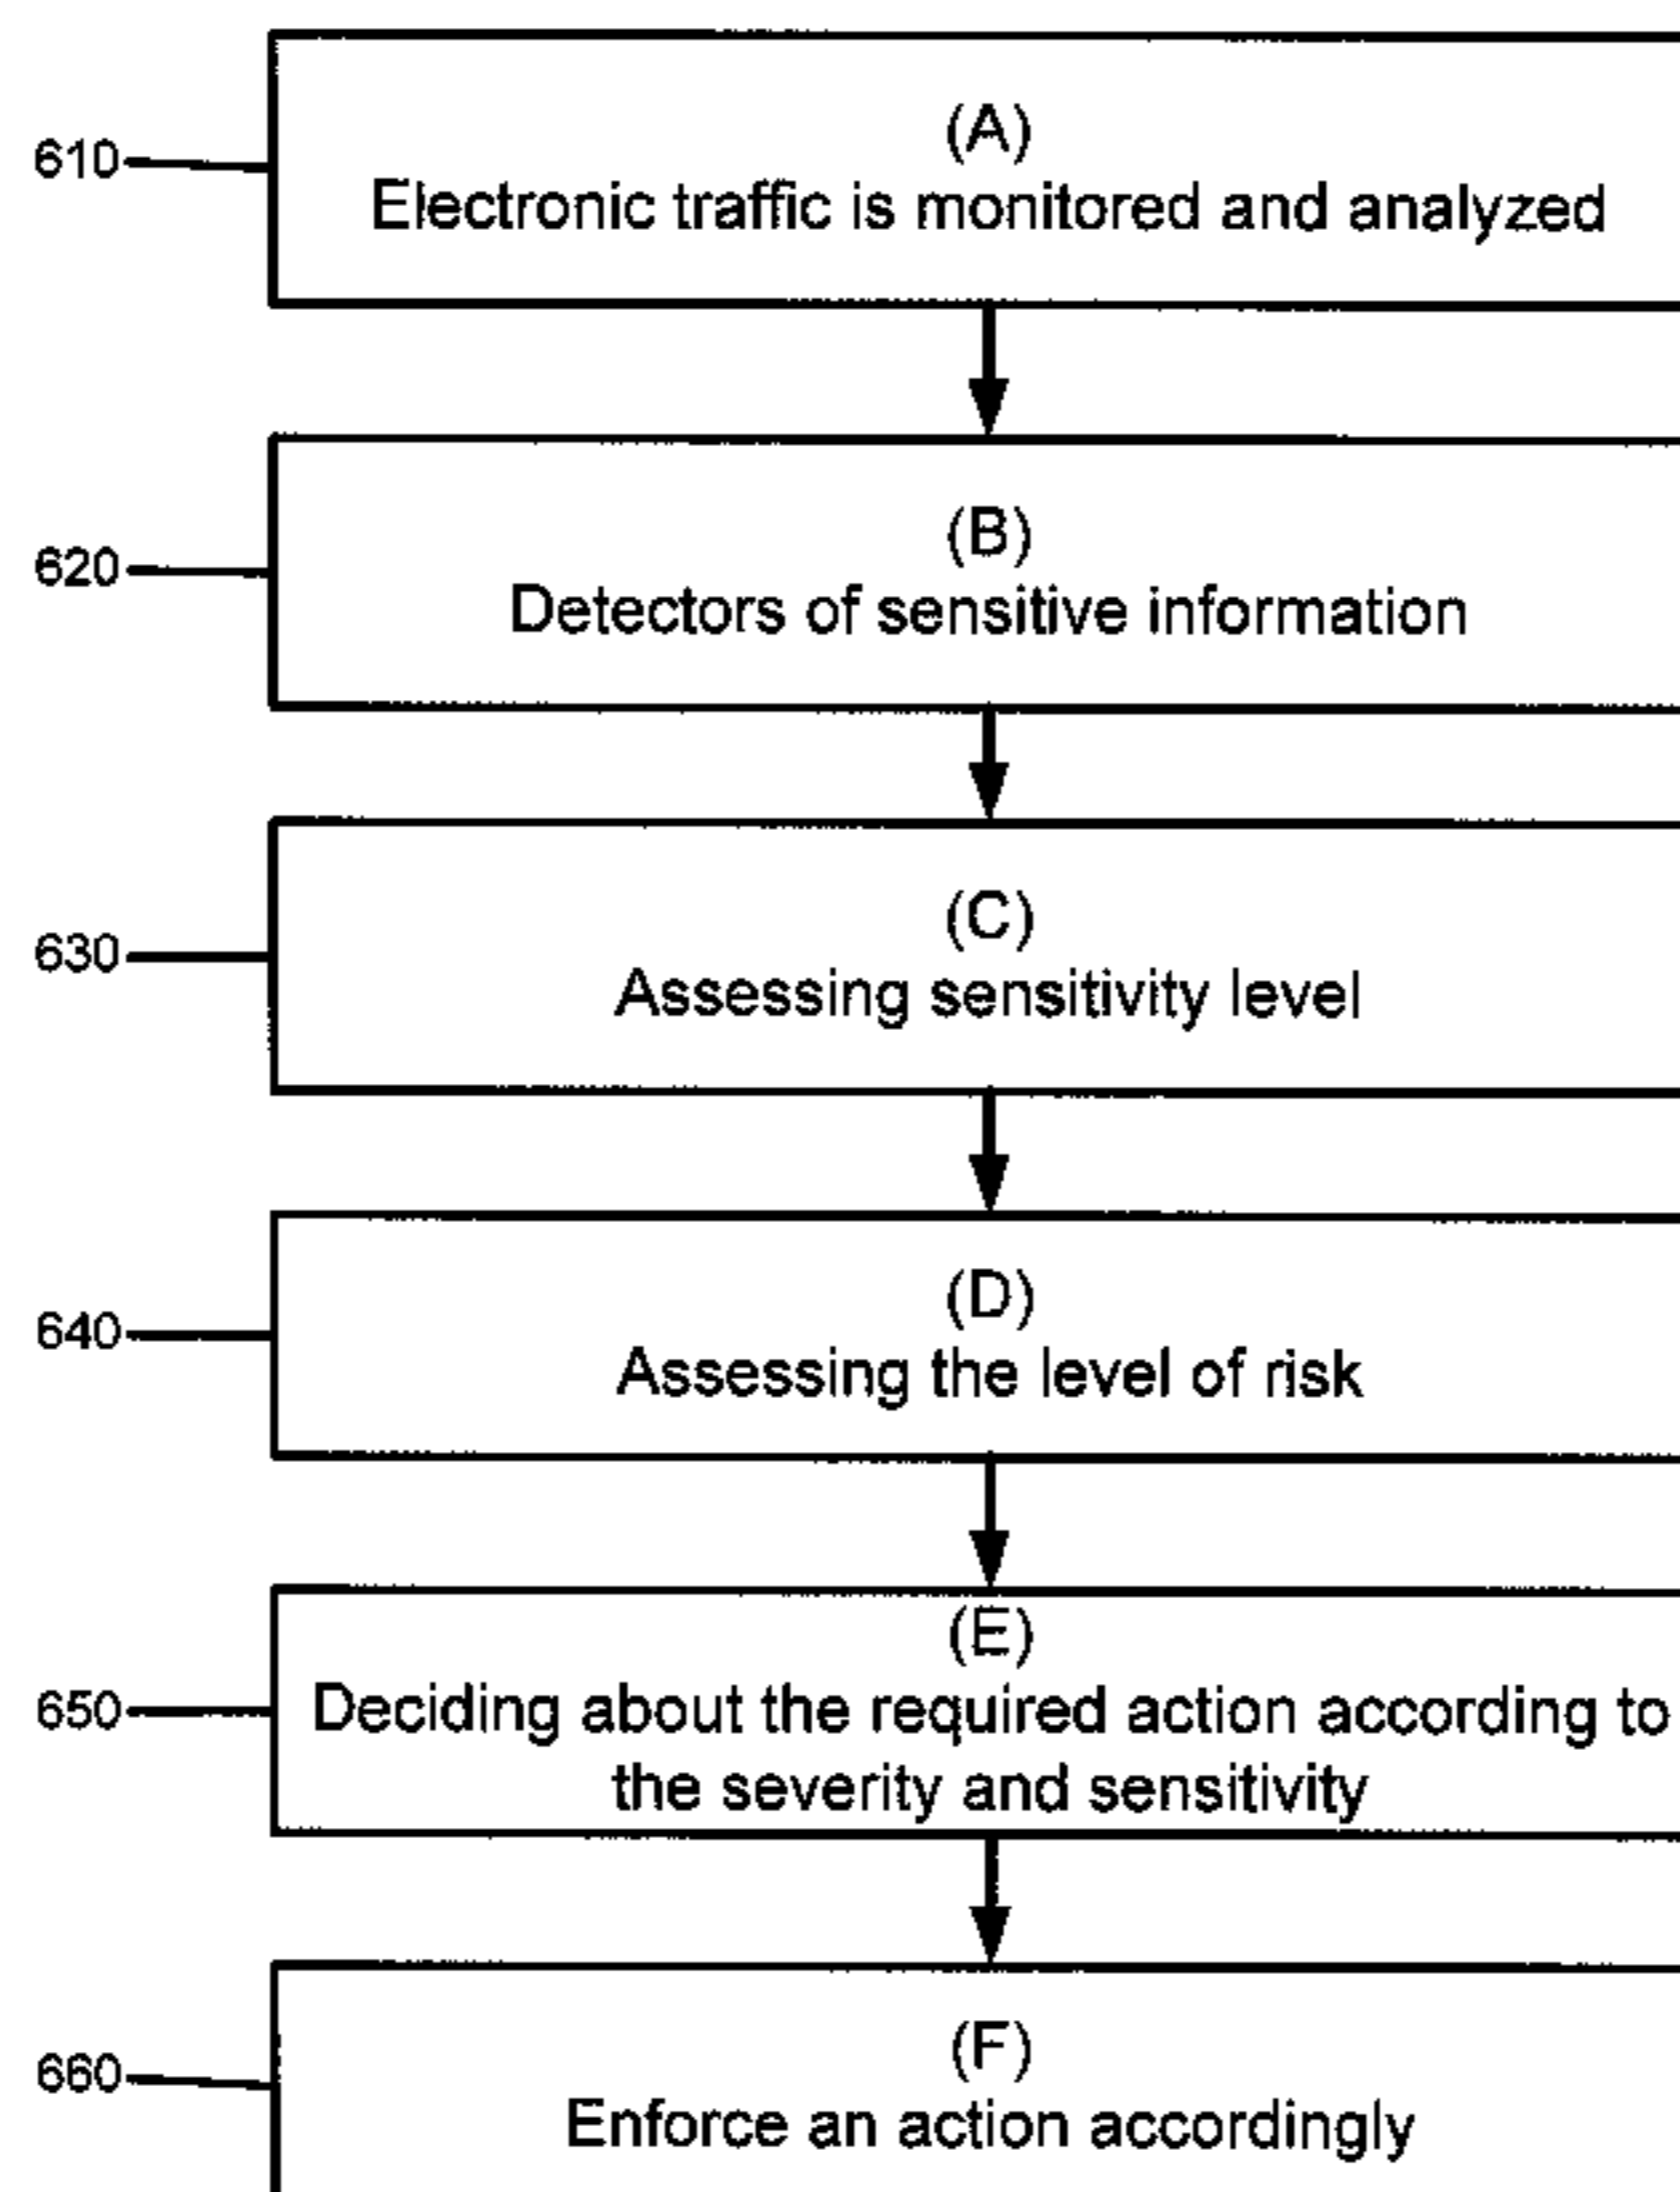 (A)
610
Electronic traffic is monitored and analyzed
(B)
620
Detectors of sensitive information
(C)
630
Assessing sensitivity level
(D)
640
Assessing the level of risk
(E)
650
Deciding about the required action according to
the severity and sensitivity
(F)
660
Enforce an action accordingly